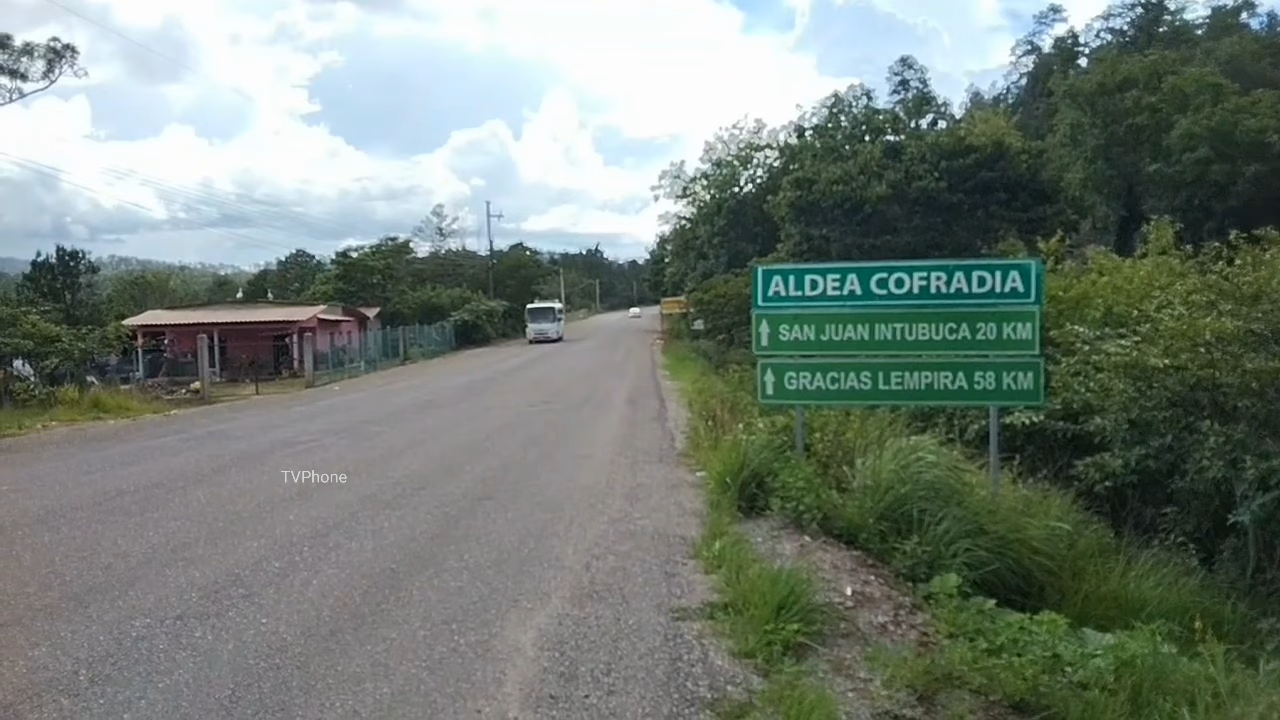 ALDEA COFRADIA
SAN JUAN INTUBUCA 20 KM
GRACIAS LEMPIRA 58 KM
TVPhone